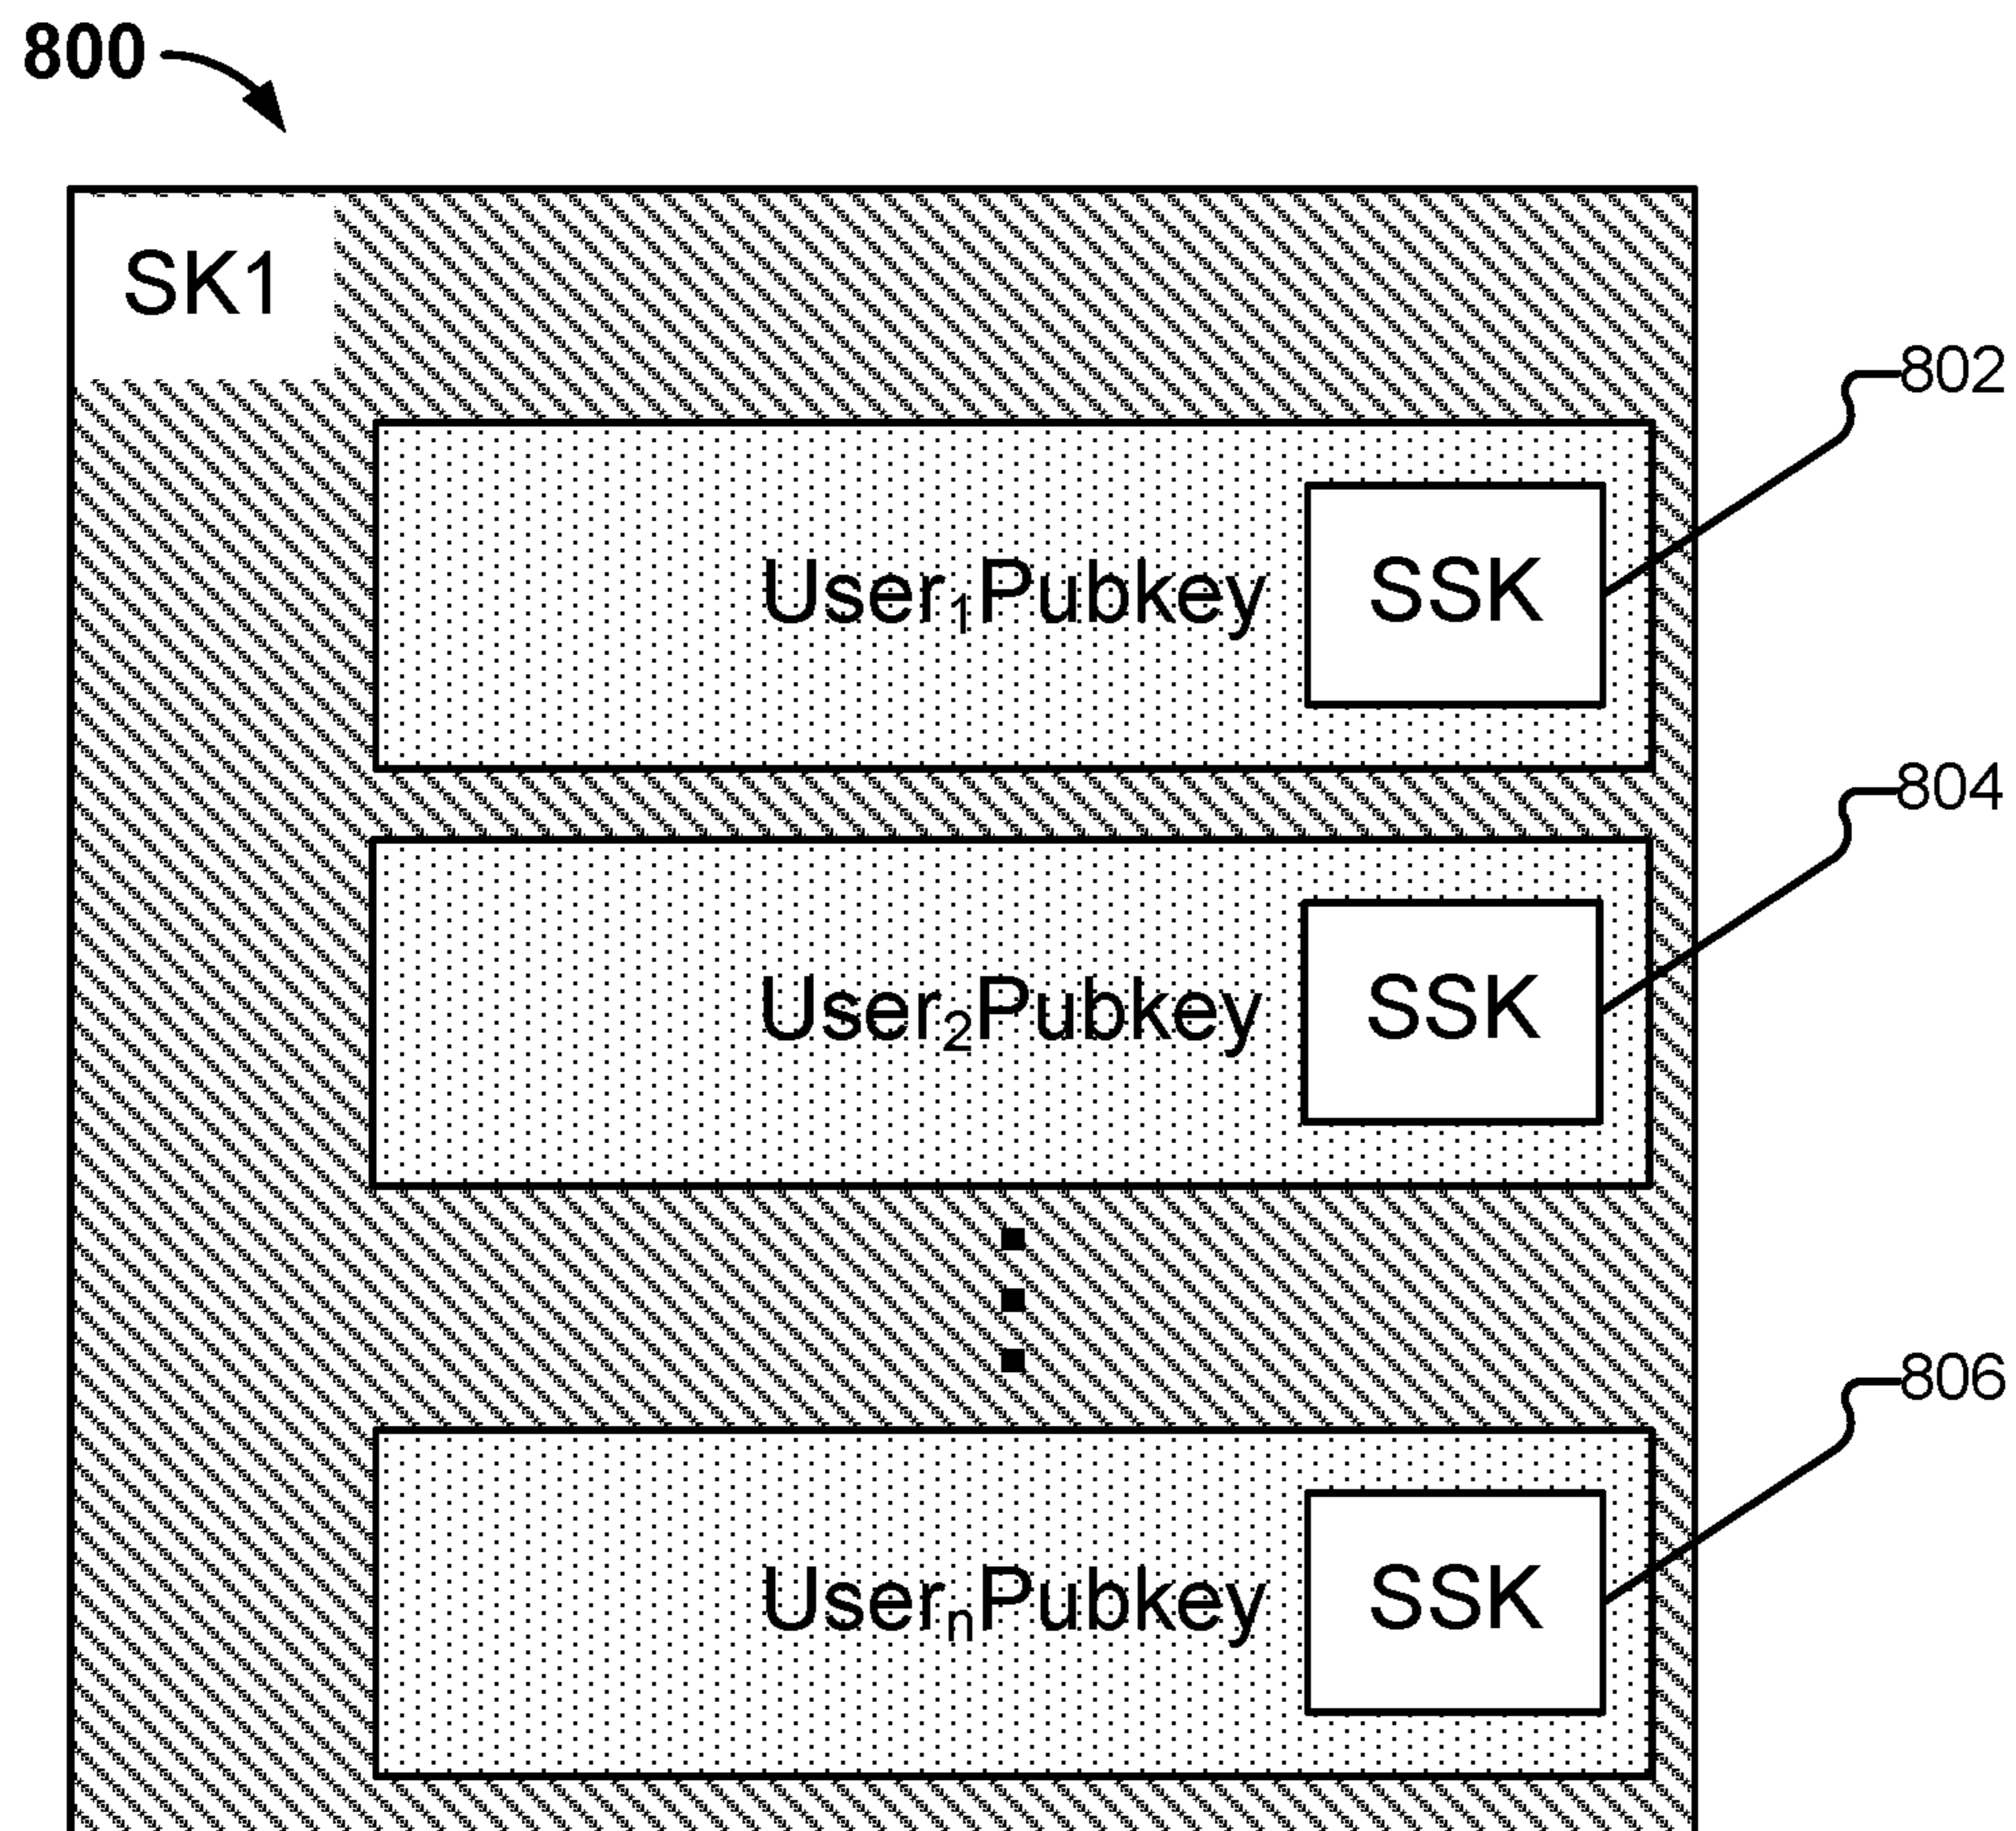 800
SK1
802
User₁Pubkey SSK
804
User₂Pubkey SSK
806
UserₙPubkey SSK